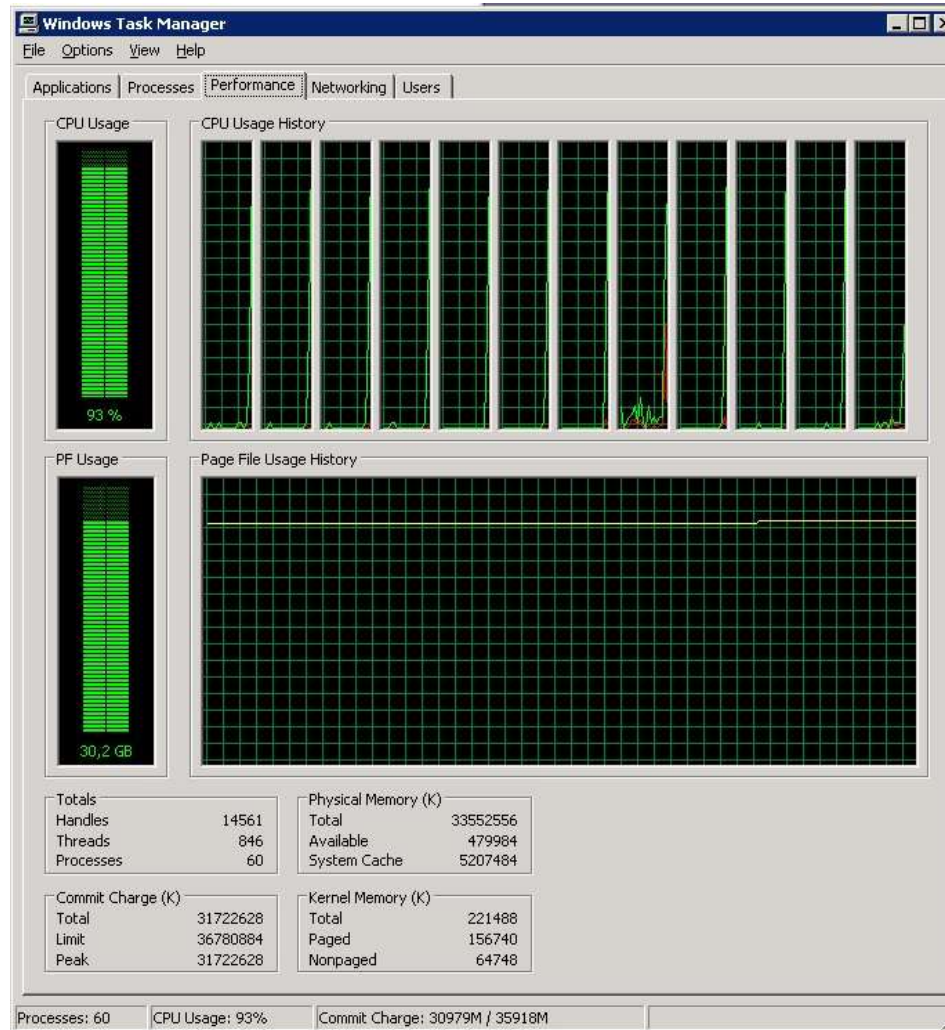 Windows Task Manager
File Options View Help
Applications Processes Performance Networking Users
CPU Usage CPU Usage History
93 %
PF Usage Page File Usage History
30,2 GB
Totals Physical Memory (K)
Handles 14561 Total 33552556
Threads 846 Available 479984
Processes 60 System Cache 5207484
Commit Charge (K) Kernel Memory (K)
Total 31722628 Total 221488
Limit 36780884 Paged 156740
Peak 31722628 Nonpaged 64748
Processes: 60 CPU Usage: 93% Commit Charge: 30979M / 35918M